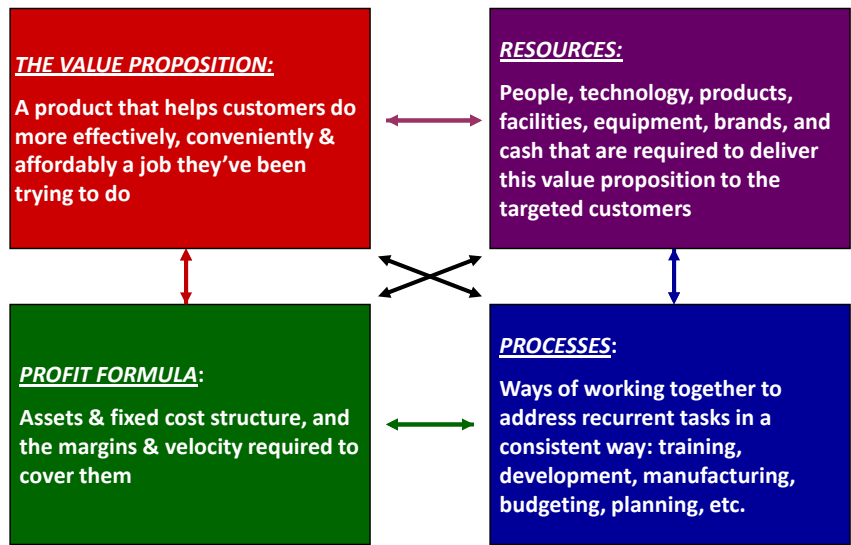 THE VALUE PROPOSITION:
A product that helps customers do
more effectively, conveniently &
affordably a job they’ve been
trying to do
RESOURCES:
People, technology, products,
facilities, equipment, brands, and
cash that are required to deliver
this value proposition to the
targeted customers
PROFIT FORMULA:
Assets & fixed cost structure, and
the margins & velocity required to
cover them
PROCESSES:
Ways of working together to
address recurrent tasks in a
consistent way: training,
development, manufacturing,
budgeting, planning, etc.